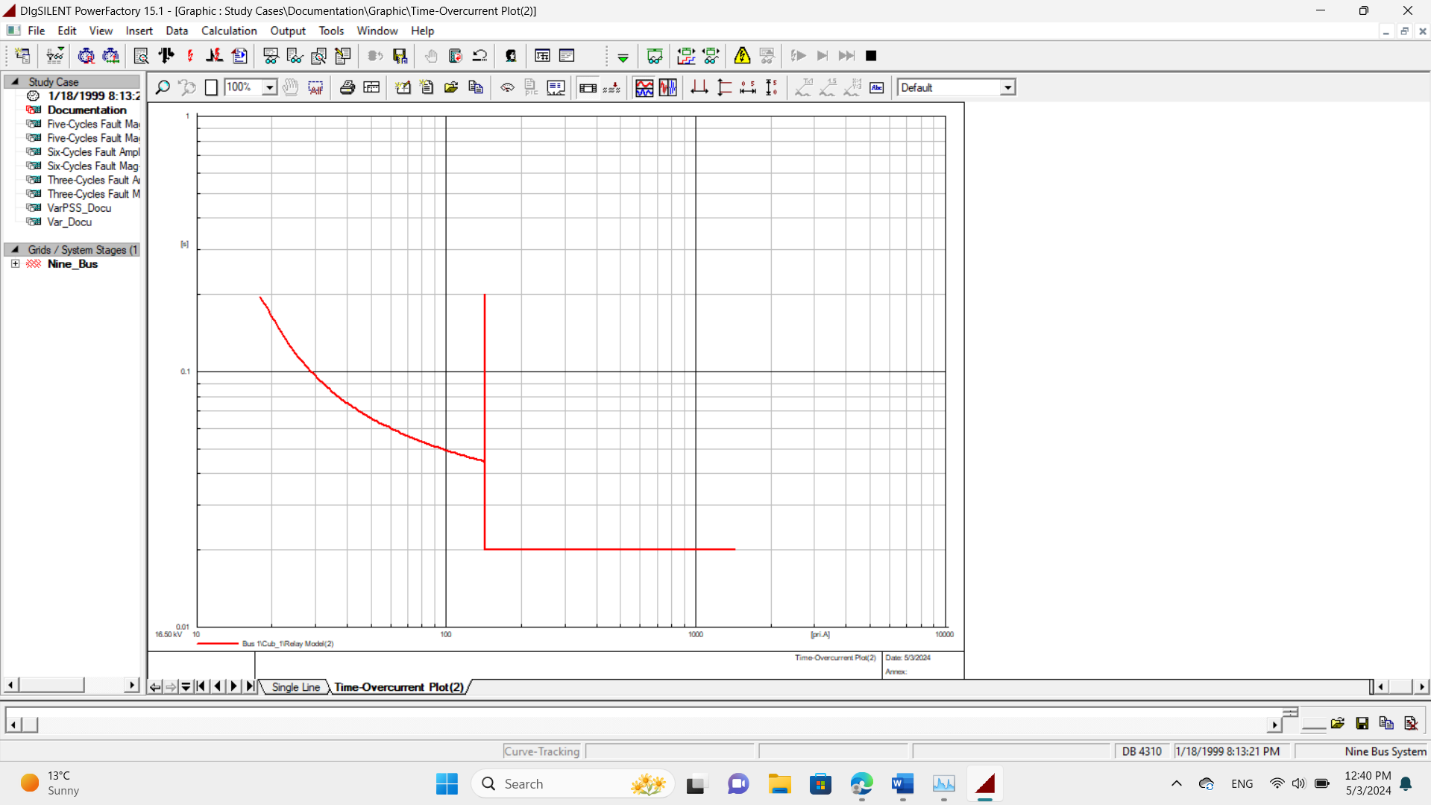 DIgSILENT PowerFactory 15.1 - [Graphic : Study Cases\Documentation\Graphic\Time-Overcurrent Plot(2)]
File Edit View Insert Data Calculation Output Tools Window Help
Study Case
1/18/1999 8:13:2
Documentation
Five-Cycles Fault Ma
Five-Cycles Fault Ma
Six-Cycles Fault Ampl
Six-Cycles Fault Mag
Three-Cycles Fault A
Three-Cycles Fault M
VarPSS_Docu
Var_Docu
Grids / System Stages (1
Nine_Bus
100%
Abc
Default
1
[s]
0.1
0.01
16.50 kV 10 100 1000 [pri.A] 10000
Bus 1\Cub_1\Relay Model(2)
Time-Overcurrent Plot(2) Date: 5/3/2024
Annex:
Single Line Time-Overcurrent Plot(2)
Curve-Tracking DB 4310 1/18/1999 8:13:21 PM Nine Bus System
13°C
Sunny
Search
ENG
12:40 PM
5/3/2024